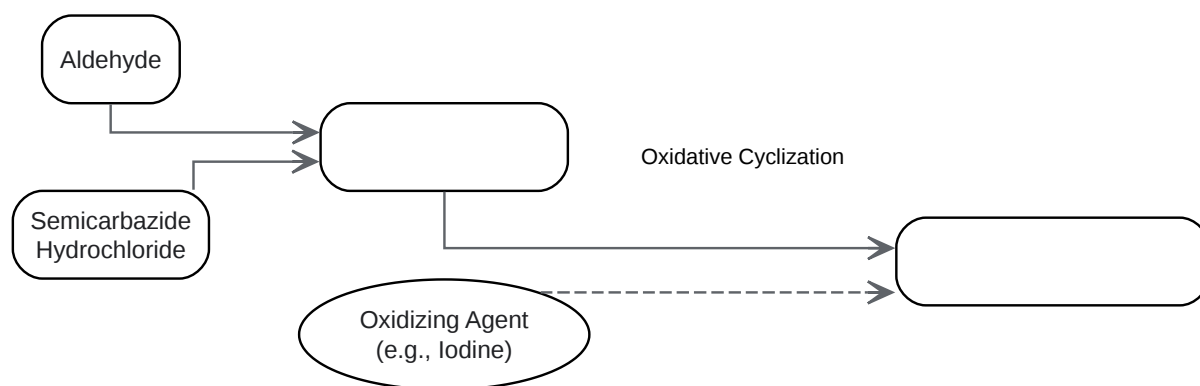 Aldehyde
Oxidative Cyclization
Semicarbazide
Hydrochloride
Oxidizing Agent
(e.g., Iodine)